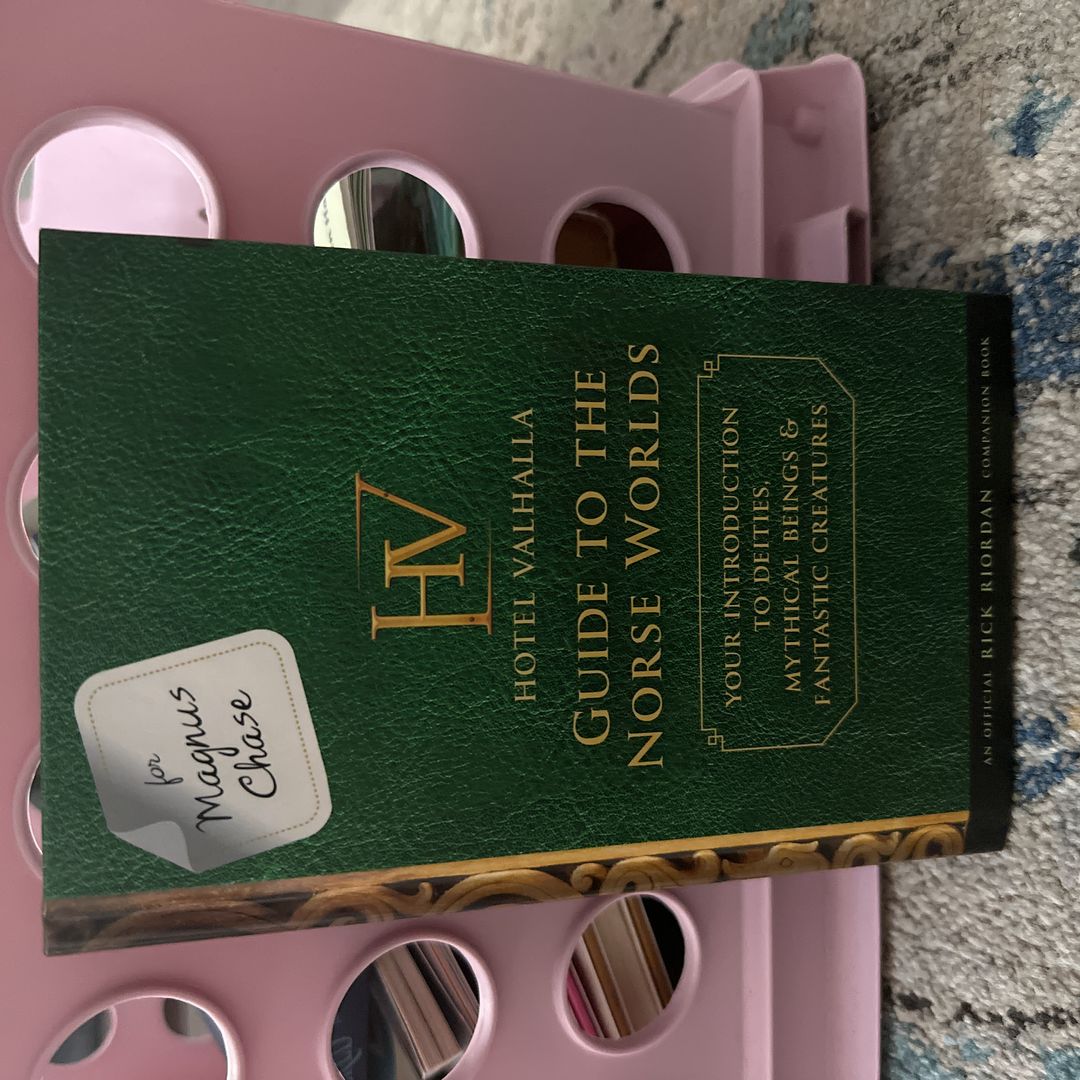 for
Magnus
Chase
HV
HOTEL VALHALLA
GUIDE TO THE
NORSE WORLDS
YOUR INTRODUCTION
TO DEITIES,
MYTHICAL BEINGS &
FANTASTIC CREATURES
AN OFFICIAL RICK RIORDAN COMPANION BOOK